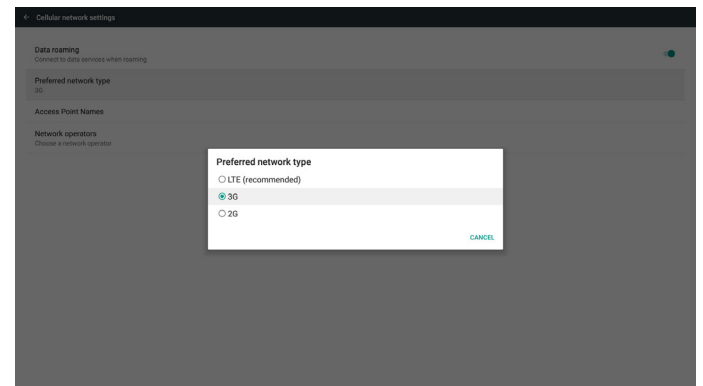 Cellular network settings
Data roaming
Connect to data services when roaming
Preferred network type
3G
Access Point Names
Network operators
Choose a network operator
Preferred network type
LTE (recommended)
3G
2G
CANCEL